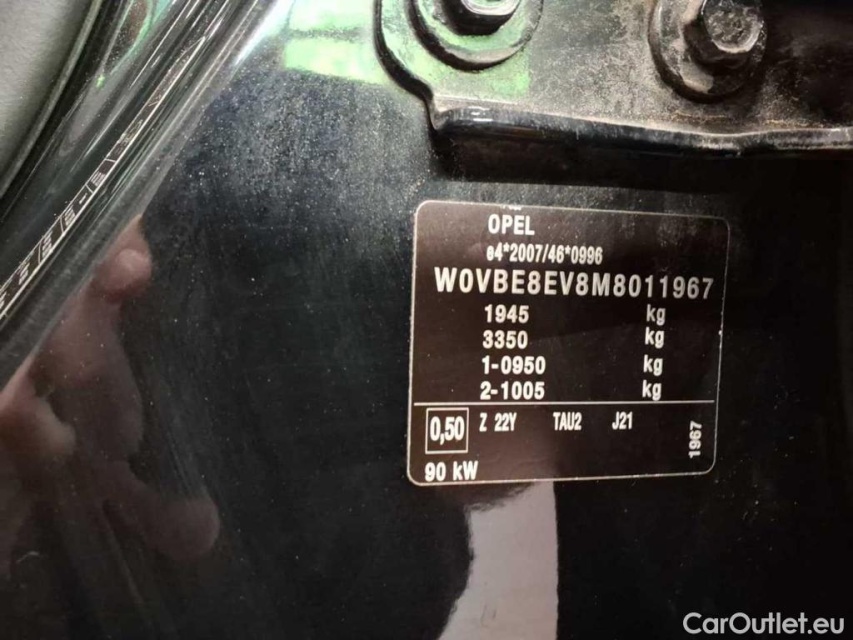 OPEL
e4*2007/46*0996
W0VBE8EV8M8011967
1945 kg
3350 kg
1-0950 kg
2-1005 kg
0,50 Z 22Y TAU2 J21
1967
90 kW
CarOutlet.eu